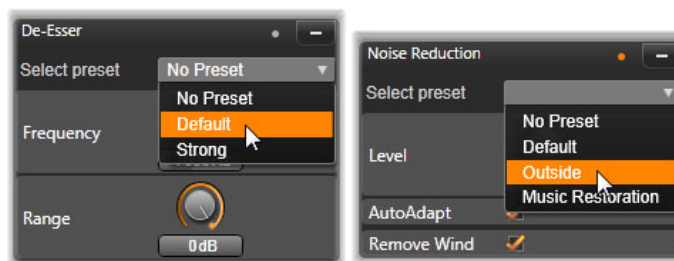 De-Esser
Select preset No Preset
No Preset
Default
Strong
Frequency
Range
0dB
Noise Reduction
Select preset
No Preset
Default
Outside
Music Restoration
Level
AutoAdapt
Remove Wind